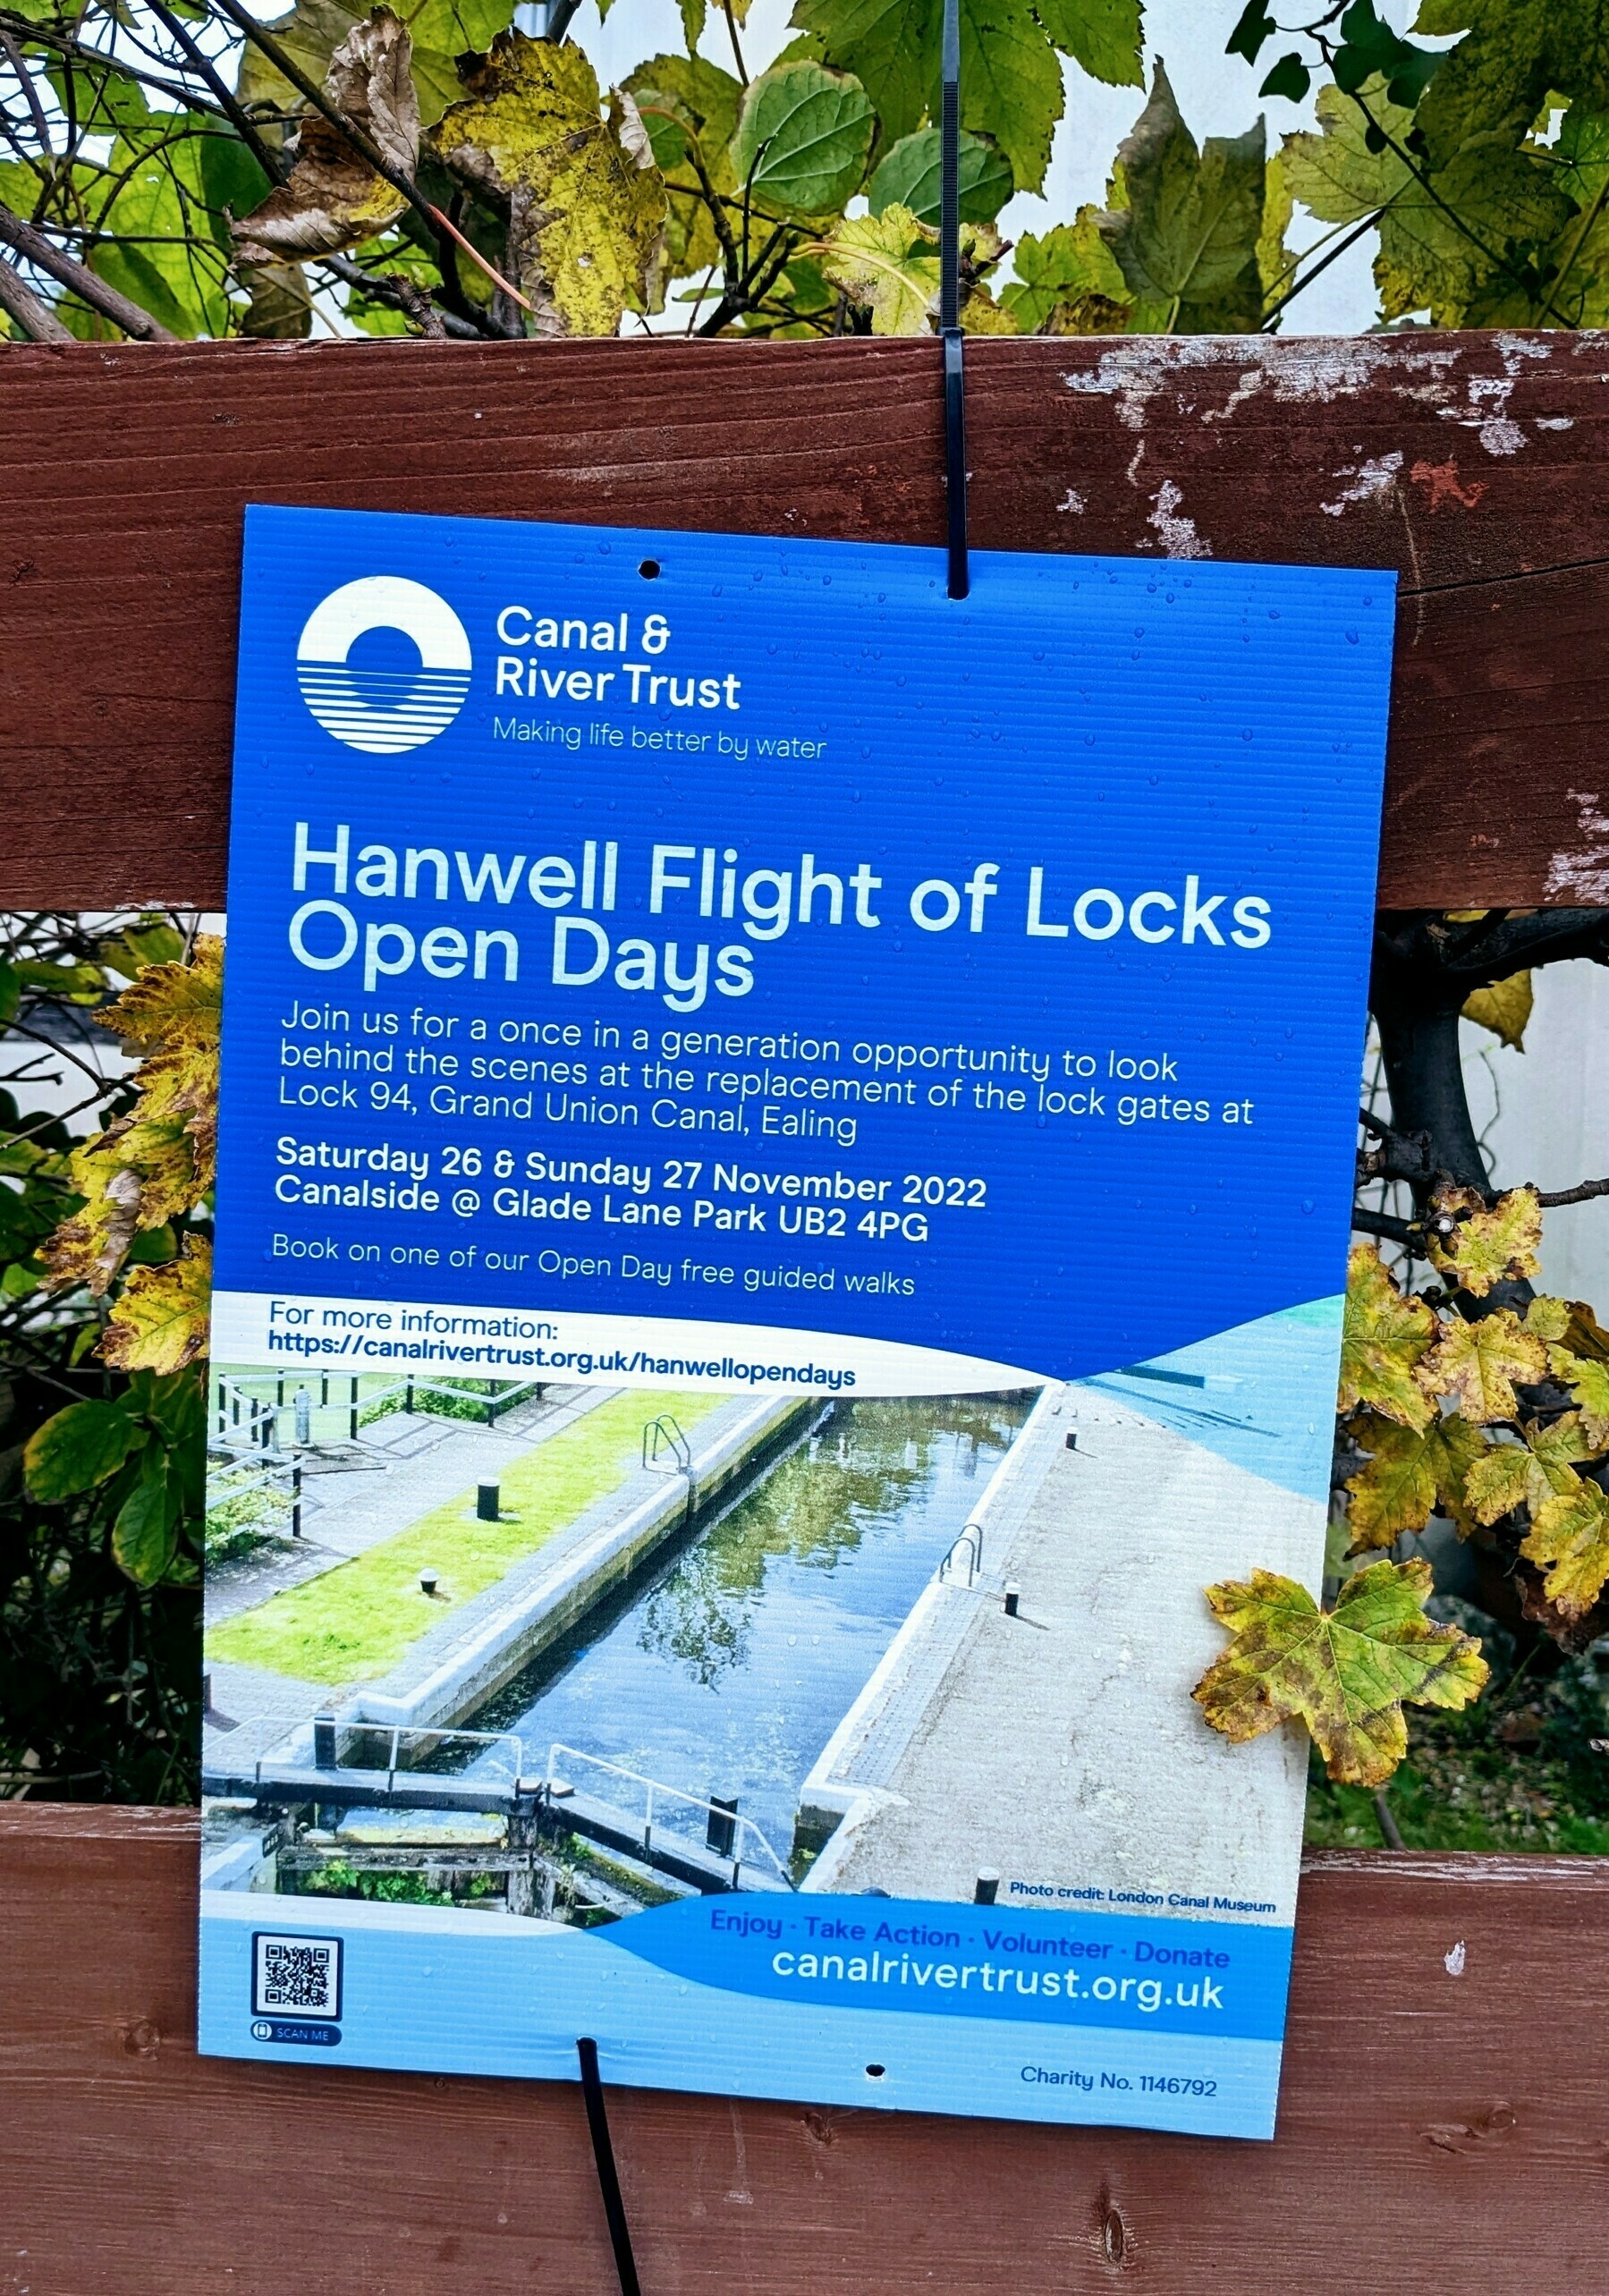 Canal &
River Trust
Making life better by water
Hanwell Flight of Locks
Open Days
Join us for a once in a generation opportunity to look
behind the scenes at the replacement of the lock gates at
Lock 94, Grand Union Canal, Ealing
Saturday 26 & Sunday 27 November 2022
Canalside @ Glade Lane Park UB2 4PG
Book on one of our Open Day free guided walks
For more information:
https://canalrivertrust.org.uk/hanwellopendays
Photo credit: London Canal Museum
Enjoy · Take Action · Volunteer · Donate
canalrivertrust.org.uk
SCAN ME
Charity No. 1146792